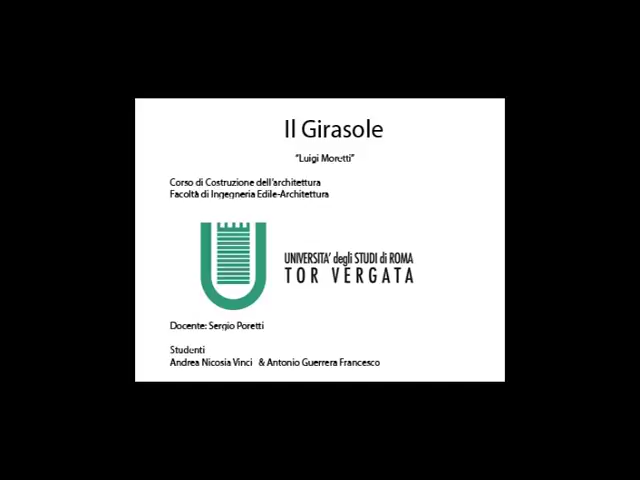 Il Girasole
“Luigi Moretti”
Corso di Costruzione dell'architettura
Facoltà di Ingegneria Edile-Architettura
UNIVERSITA' degli STUDI di ROMA
TOR VERGATA
Docente: Sergio Poretti
Studenti
Andrea Nicosia Vinci & Antonio Guerrera Francesco